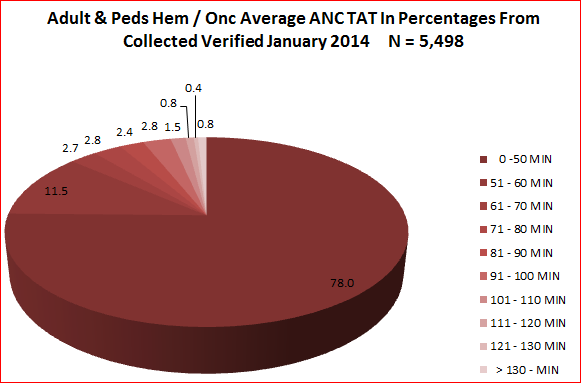 Adult & Peds Hem / Onc Average ANC TAT In Percentages From
Collected Verified January 2014 N = 5,498
0.4
0.8
0.8
2.8
1.5
2.4
2.8
2.7
11.5
78.0
0 -50 MIN
51 - 60 MIN
61 - 70 MIN
71 - 80 MIN
81 - 90 MIN
91 - 100 MIN
101 - 110 MIN
111 - 120 MIN
121 - 130 MIN
> 130 - MIN